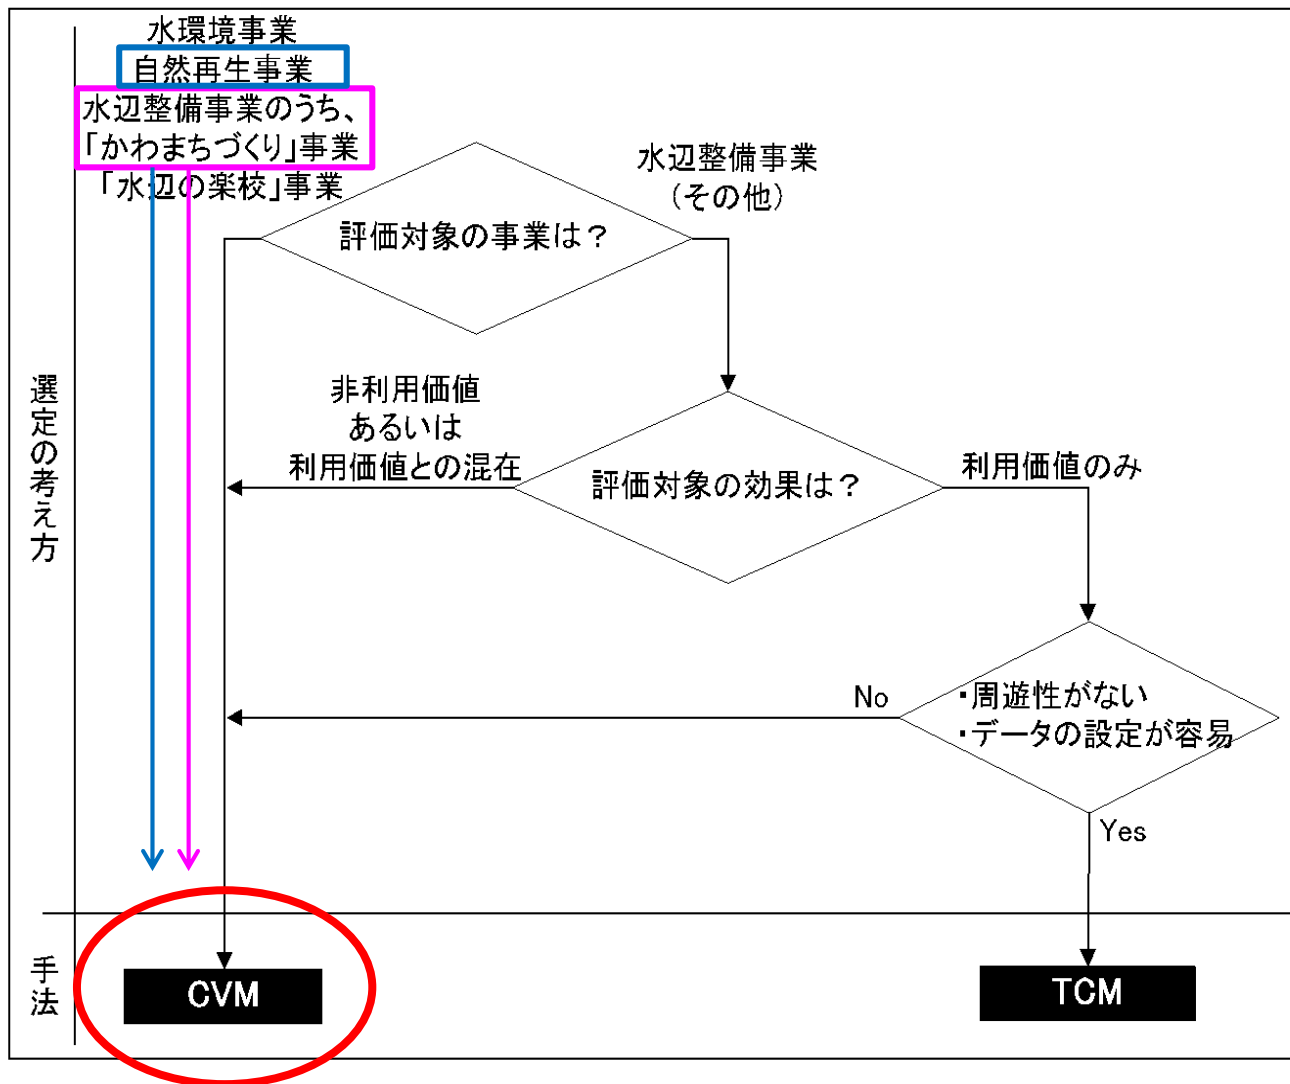 水環境事業
自然再生事業
水辺整備事業のうち、
「かわまちづくり」事業
「水辺の楽校」事業
水辺整備事業
(その他)
評価対象の事業は？
選定の考え方
非利用価値
あるいは
利用価値との混在
評価対象の効果は？
利用価値のみ
No
・周遊性がない
・データの設定が容易
Yes
手法
CVM
TCM